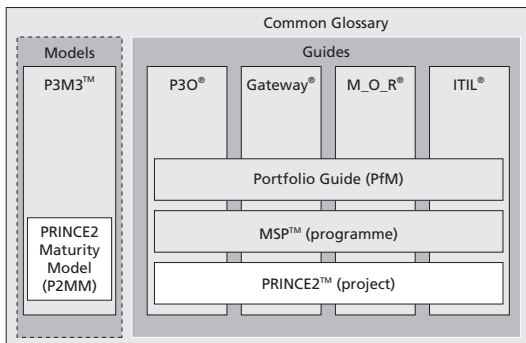 Common Glossary
Models
Guides
P3M3™
P3O®
Gateway®
M_O_R®
ITIL®
Portfolio Guide (PfM)
MSP™ (programme)
PRINCE2™ (project)
PRINCE2
Maturity
Model
(P2MM)